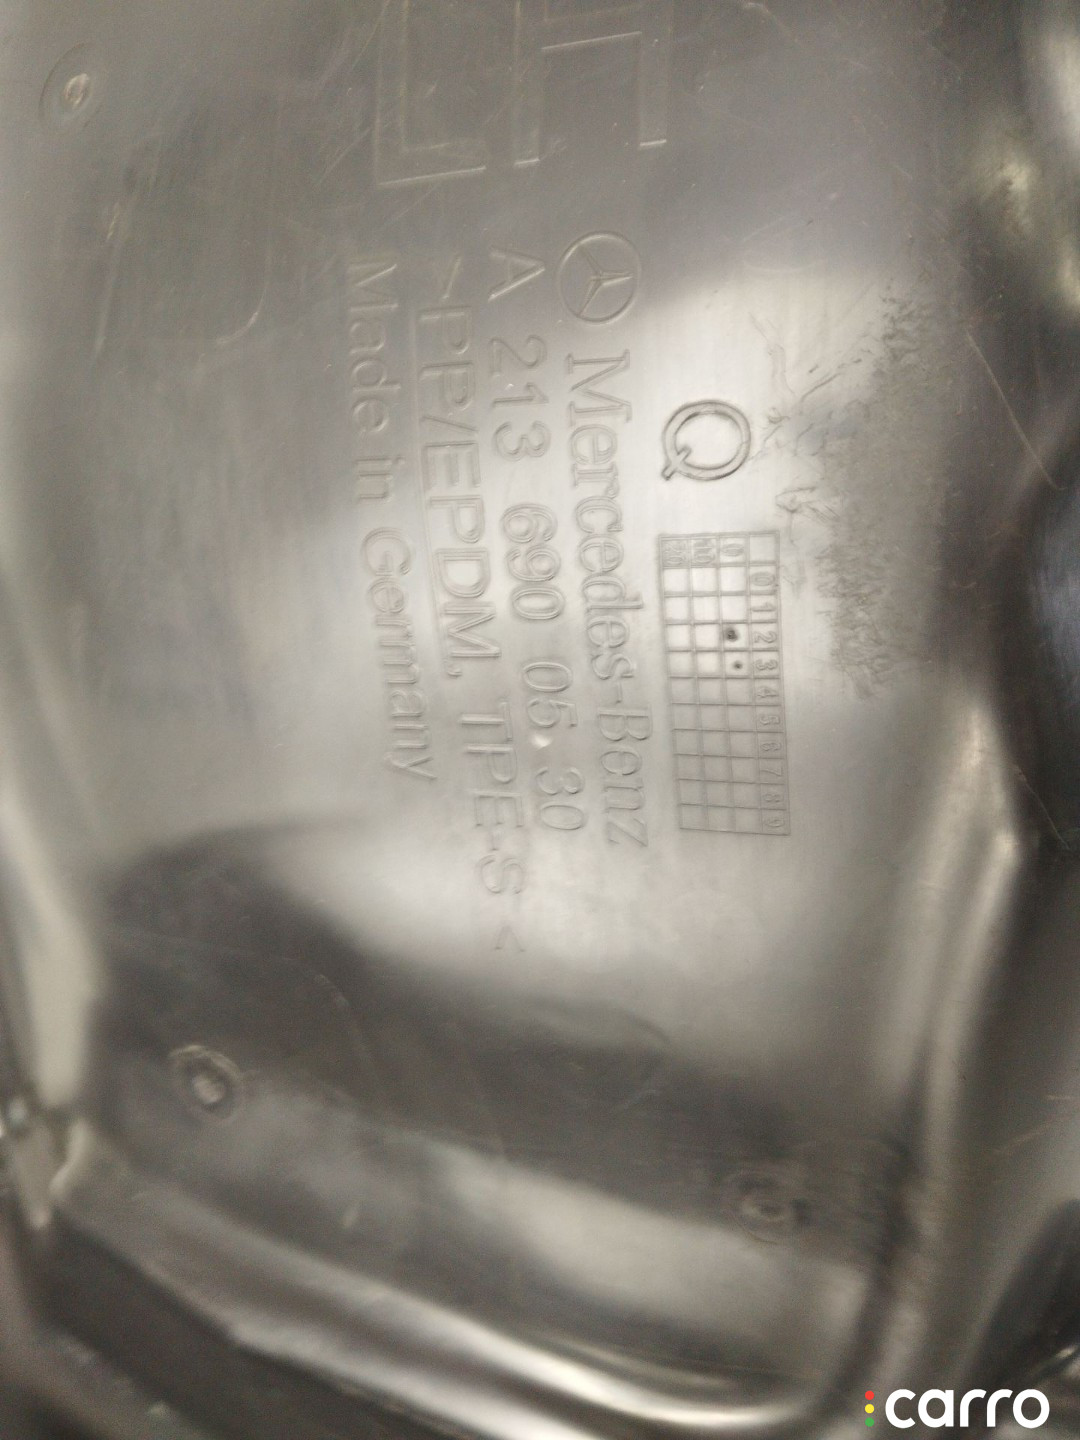 Q
0 1 2 3 4 5 6 7 8 9
0
Mercedes-Benz
A 213 690 05 30
>PP/EPDM, TPE-S<
Made in Germany
carro